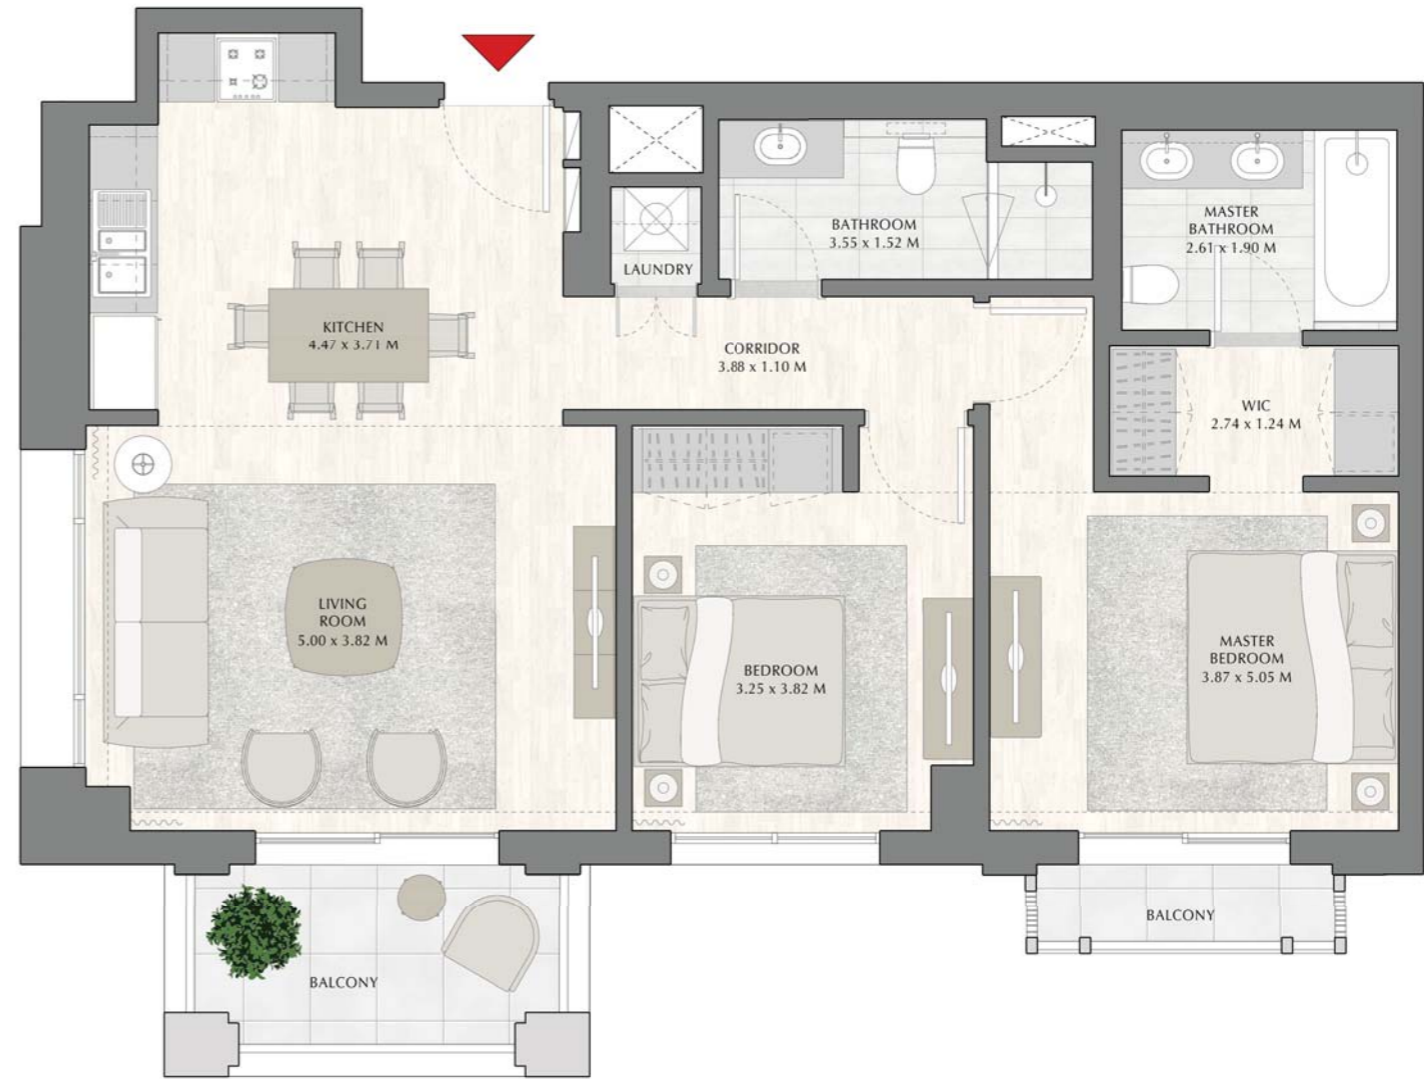 BATHROOM
3.55 x 1.52 M
MASTER
BATHROOM
2.61 x 1.90 M
LAUNDRY
KITCHEN
4.47 x 3.71 M
CORRIDOR
3.88 x 1.10 M
WIC
2.74 x 1.24 M
LIVING
ROOM
5.00 x 3.82 M
BEDROOM
3.25 x 3.82 M
MASTER
BEDROOM
3.87 x 5.05 M
BALCONY
BALCONY